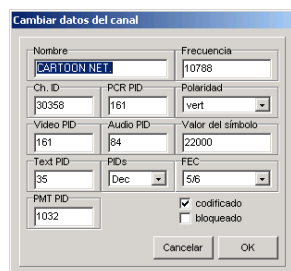 Cambiar datos del canal
Nombre Frecuencia
CARTOON NET. 10788
Ch. ID PCR PID Polaridad
30358 161 vert
Video PID Audio PID Valor del símbolo
161 84 22000
Text PID PIDs FEC
35 Dec 5/6
PMT PID
1032 codificado
bloqueado
Cancelar OK